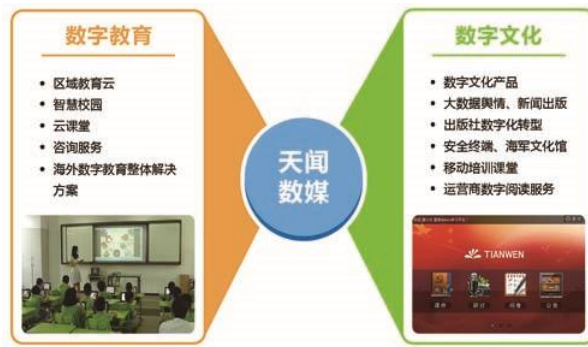 数字教育
• 区域教育云
• 智慧校园
• 云课堂
• 咨询服务
• 海外数字教育整体解决
方案
天闻
数媒
数字文化
• 数字文化产品
• 大数据舆情、新闻出版
• 出版社数字化转型
• 安全终端、海军文化馆
• 移动培训课堂
• 运营商数字阅读服务
TIANWEN